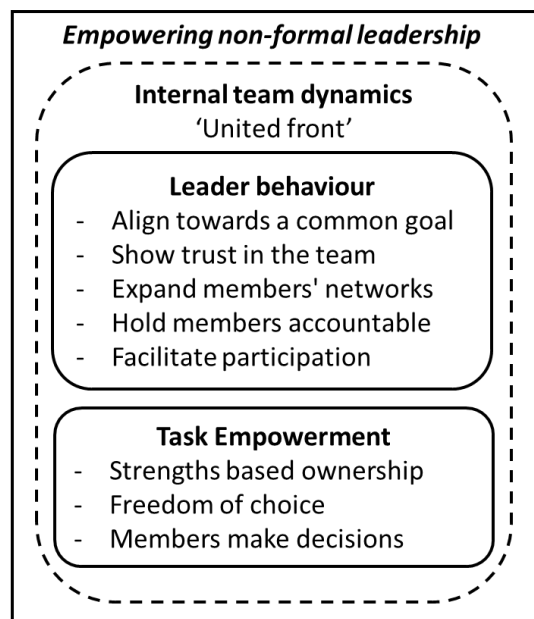 Empowering non-formal leadership
Internal team dynamics
‘United front’
Leader behaviour
- Align towards a common goal
- Show trust in the team
- Expand members' networks
- Hold members accountable
- Facilitate participation
Task Empowerment
- Strengths based ownership
- Freedom of choice
- Members make decisions